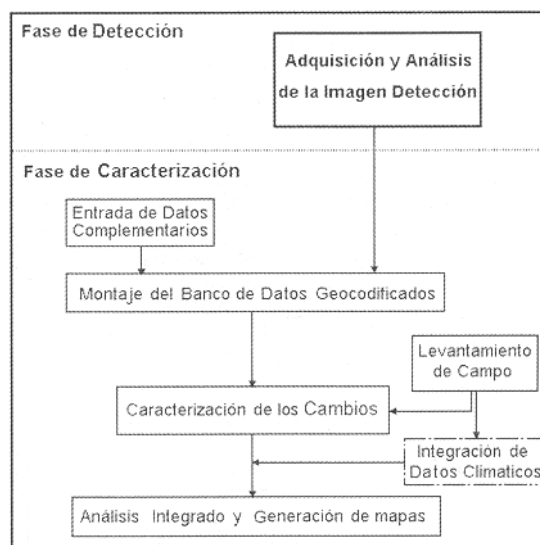 Fase de Detección
Adquisición y Análisis
de la Imagen Detección
Fase de Caracterización
Entrada de Datos
Complementarios
Montaje del Banco de Datos Geocodificados
Levantamiento
de Campo
Caracterización de los Cambios
Integración de
Datos Climaticos
Análisis Integrado y Generación de mapas